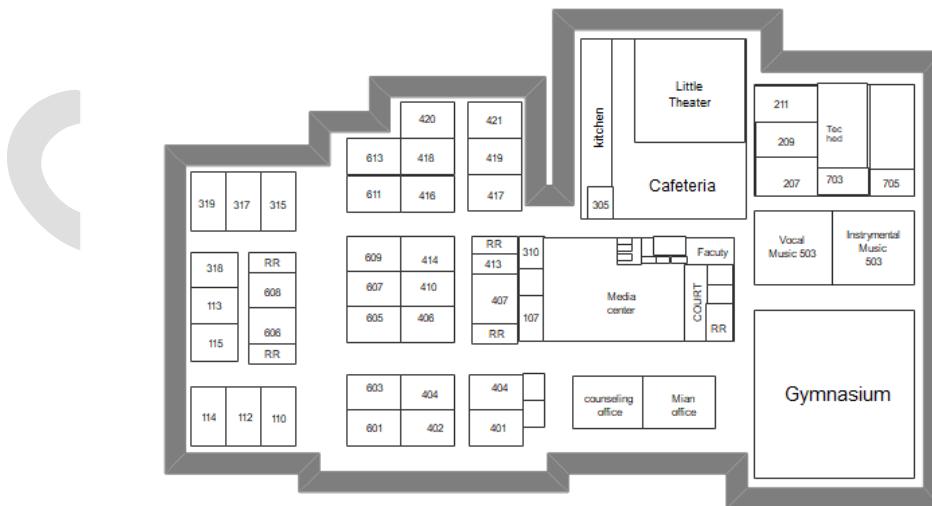 420
421
613
418
419
611
416
417
319
317
315
kitchen
Little
Theater
Cafeteria
305
211
209
207
Tec
hed
703
705
Vocal
Music 503
Instrymental
Music
503
318
113
115
RR
608
606
RR
609
414
607
410
605
406
RR
413
407
RR
310
107
Media
center
Facuty
COURT
RR
114
112
110
603
404
601
402
404
401
counseling
office
Mian
office
Gymnasium